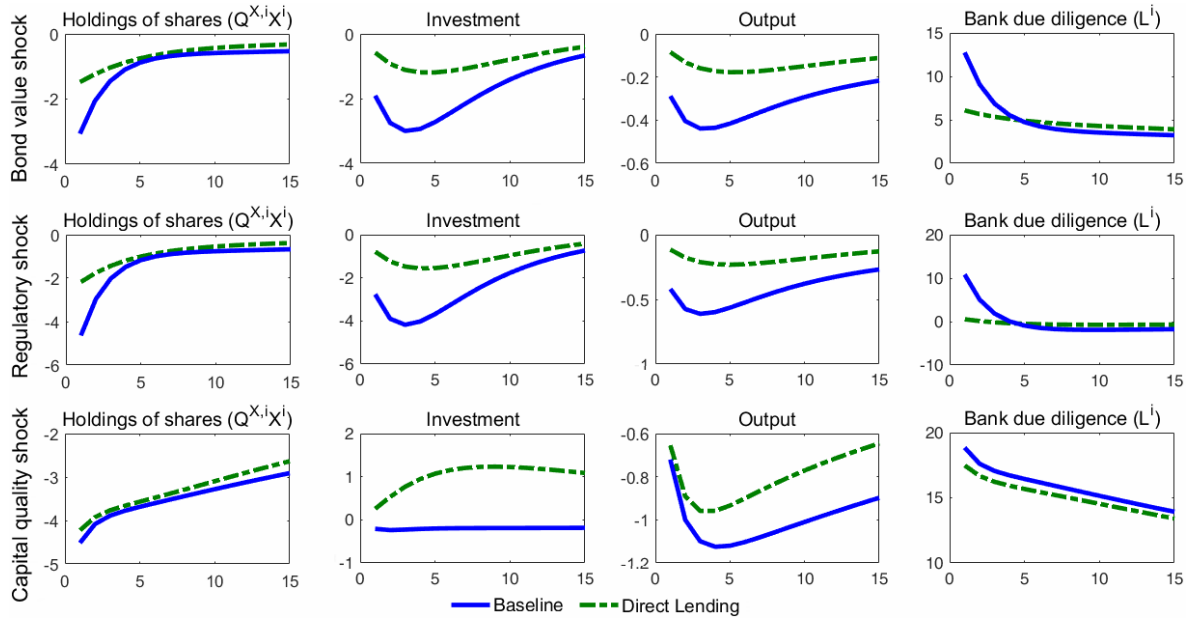 Holdings of shares (Q^{X,i}X^i) Investment Output Bank due diligence (L^i)
Bond value shock
0 -2 -4
0 5 10 15
0 -2 -4
0 5 10 15
0 -0.2 -0.4 -0.6
0 5 10 15
15 10 5 0
0 5 10 15
Holdings of shares (Q^{X,i}X^i) Investment Output Bank due diligence (L^i)
Regulatory shock
0 -2 -4 -6
0 5 10 15
0 -2 -4 -6
0 5 10 15
0 -0.5 1
0 5 10 15
20 10 0 -10
0 5 10 15
Holdings of shares (Q^{X,i}X^i) Investment Output Bank due diligence (L^i)
Capital quality shock
-2 -3 -4 -5
0 5 10 15
2 1 0 -1
0 5 10 15
-0.6 -0.8 -1 -1.2
0 5 10 15
20 15 10
0 5 10 15
Baseline Direct Lending